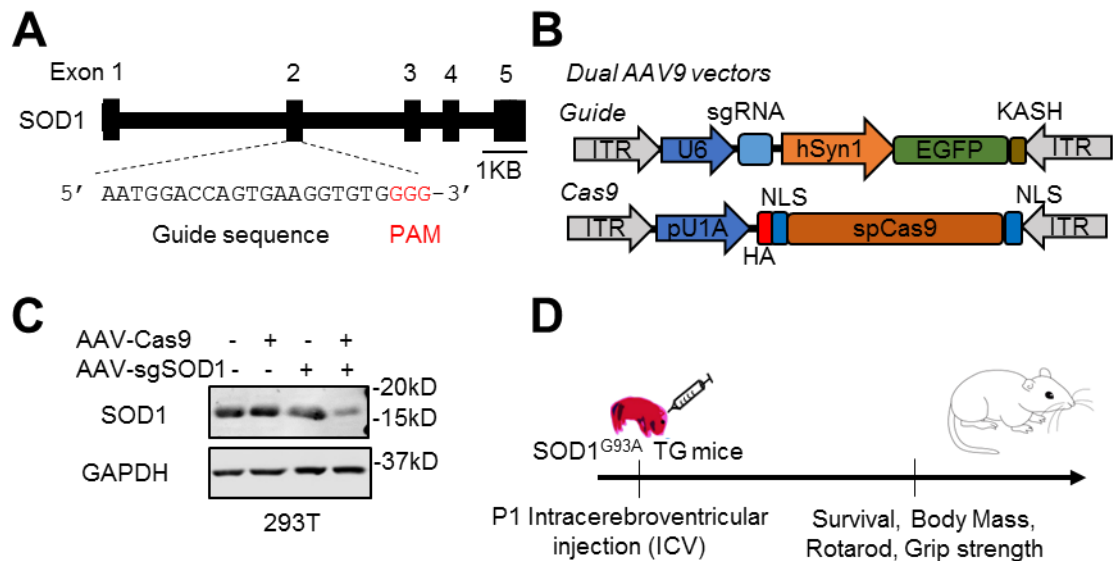 A
Exon 1 2 3 4 5
SOD1
1KB
5’ AATGGACCAGTGAAGGTGTGGGG-3’
Guide sequence PAM
B
Dual AAV9 vectors
Guide sgRNA KASH
ITR U6 hSyn1 EGFP ITR
Cas9 NLS NLS
ITR pU1A spCas9 ITR
HA
C
AAV-Cas9 - + - +
AAV-sgSOD1 - - + +
-20kD
SOD1 -15kD
-37kD
GAPDH
293T
D
SOD1G93A TG mice
P1 Intracerebroventricular
injection (ICV)
Survival, Body Mass,
Rotarod, Grip strength